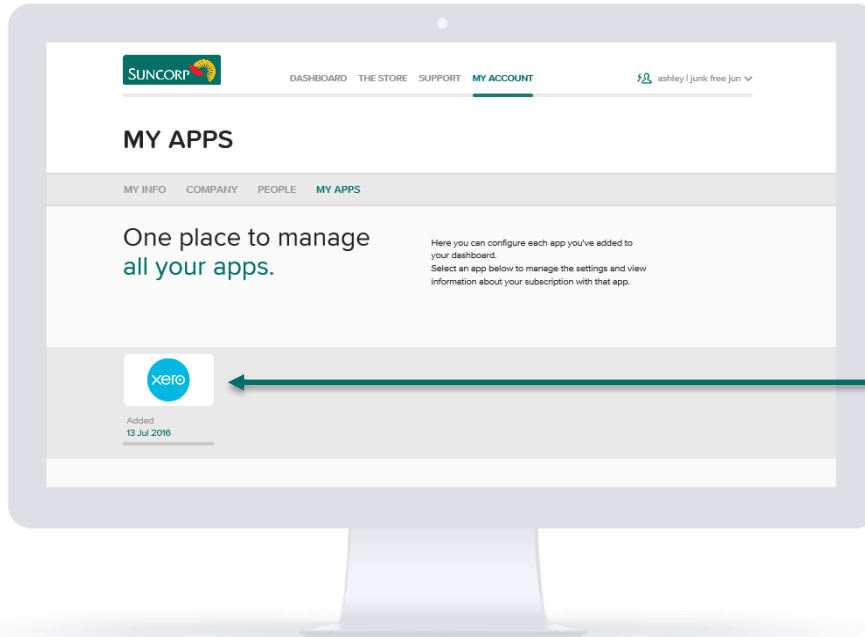 SUNCORP
DASHBOARD THE STORE SUPPORT MY ACCOUNT ashley | junk free jun
MY APPS
MY INFO COMPANY PEOPLE MY APPS
One place to manage
all your apps.
Here you can configure each app you've added to
your dashboard.
Select an app below to manage the settings and view
information about your subscription with that app.
xero
Added
13 Jul 2016